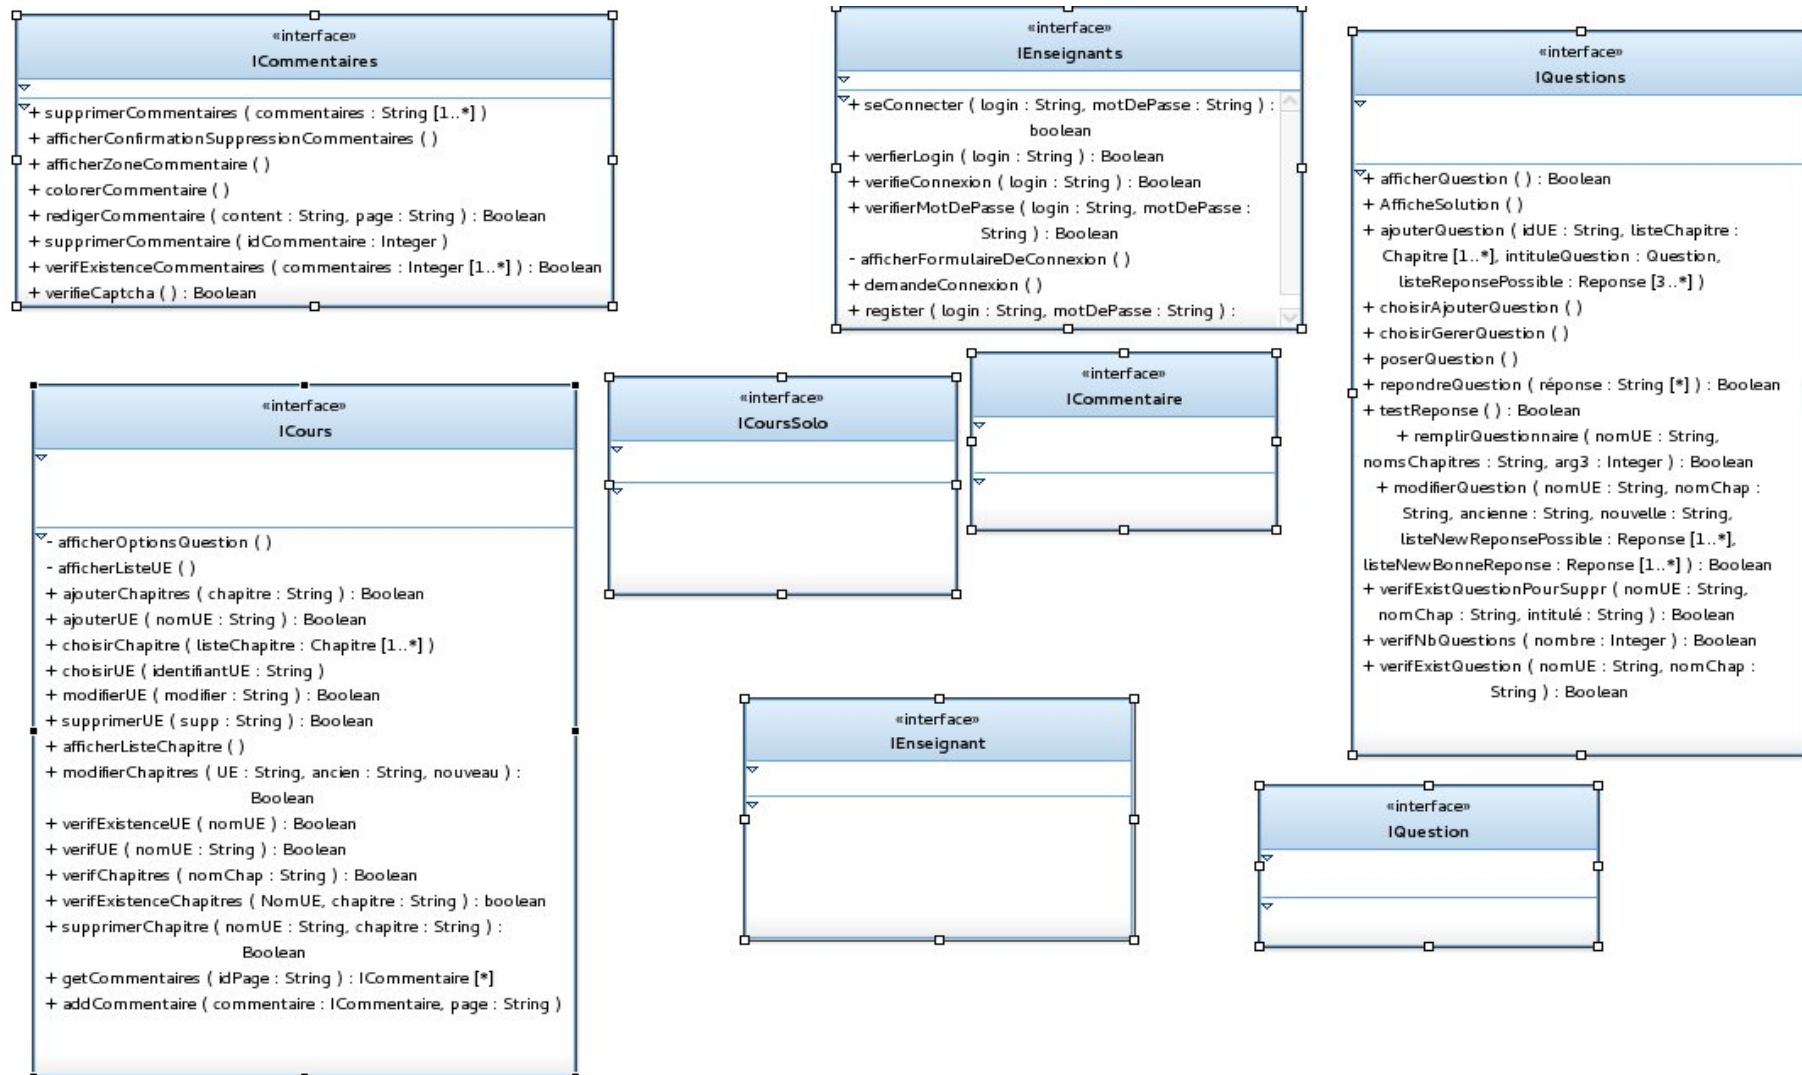 «interface»
ICommentaires
+ supprimerCommentaires ( commentaires : String [1..*] )
+ afficherConfirmationSuppressionCommentaires ( )
+ afficherZoneCommentaire ( )
+ colorerCommentaire ( )
+ redigerCommentaire ( content : String, page : String ) : Boolean
+ supprimerCommentaire ( idCommentaire : Integer )
+ verifExistenceCommentaires ( commentaires : Integer [1..*] ) : Boolean
+ verifieCaptcha ( ) : Boolean
«interface»
IEnseignants
+ seConnecter ( login : String, motDePasse : String ) :
boolean
+ verfierLogin ( login : String ) : Boolean
+ verifieConnexion ( login : String ) : Boolean
+ verifierMotDePasse ( login : String, motDePasse :
String ) : Boolean
- afficherFormulaireDeConnexion ( )
+ demandeConnexion ( )
+ register ( login : String, motDePasse : String ) :
«interface»
IQuestions
+ afficherQuestion ( ) : Boolean
+ AfficheSolution ( )
+ ajouterQuestion ( idUE : String, listeChapitre :
Chapitre [1..*], intituleQuestion : Question,
listeReponsePossible : Reponse [3..*] )
+ choisirAjouterQuestion ( )
+ choisirGererQuestion ( )
+ poserQuestion ( )
+ repondreQuestion ( réponse : String [*] ) : Boolean
+ testReponse ( ) : Boolean
+ remplirQuestionnaire ( nomUE : String,
nomsChapitres : String, arg3 : Integer ) : Boolean
+ modifierQuestion ( nomUE : String, nomChap :
String, ancienne : String, nouvelle : String,
listeNewReponsePossible : Reponse [1..*],
listeNewBonneReponse : Reponse [1..*] ) : Boolean
+ verifExistQuestionPourSuppr ( nomUE : String,
nomChap : String, intitulé : String ) : Boolean
+ verifNbQuestions ( nombre : Integer ) : Boolean
+ verifExistQuestion ( nomUE : String, nomChap :
String ) : Boolean
«interface»
ICours
- afficherOptionsQuestion ( )
- afficherListeUE ( )
+ ajouterChapitres ( chapitre : String ) : Boolean
+ ajouterUE ( nomUE : String ) : Boolean
+ choisirChapitre ( listeChapitre : Chapitre [1..*] )
+ choisirUE ( identifiantUE : String )
+ modifierUE ( modifier : String ) : Boolean
+ supprimerUE ( supp : String ) : Boolean
+ afficherListeChapitre ( )
+ modifierChapitres ( UE : String, ancien : String, nouveau ) :
Boolean
+ verifExistenceUE ( nomUE ) : Boolean
+ verifUE ( nomUE : String ) : Boolean
+ verifChapitres ( nomChap : String ) : Boolean
+ verifExistenceChapitres ( NomUE, chapitre : String ) : boolean
+ supprimerChapitre ( nomUE : String, chapitre : String ) :
Boolean
+ getCommentaires ( idPage : String ) : ICommentaire [*]
+ addCommentaire ( commentaire : ICommentaire, page : String )
«interface»
ICoursSolo
«interface»
ICommentaire
«interface»
IEnseignant
«interface»
IQuestion